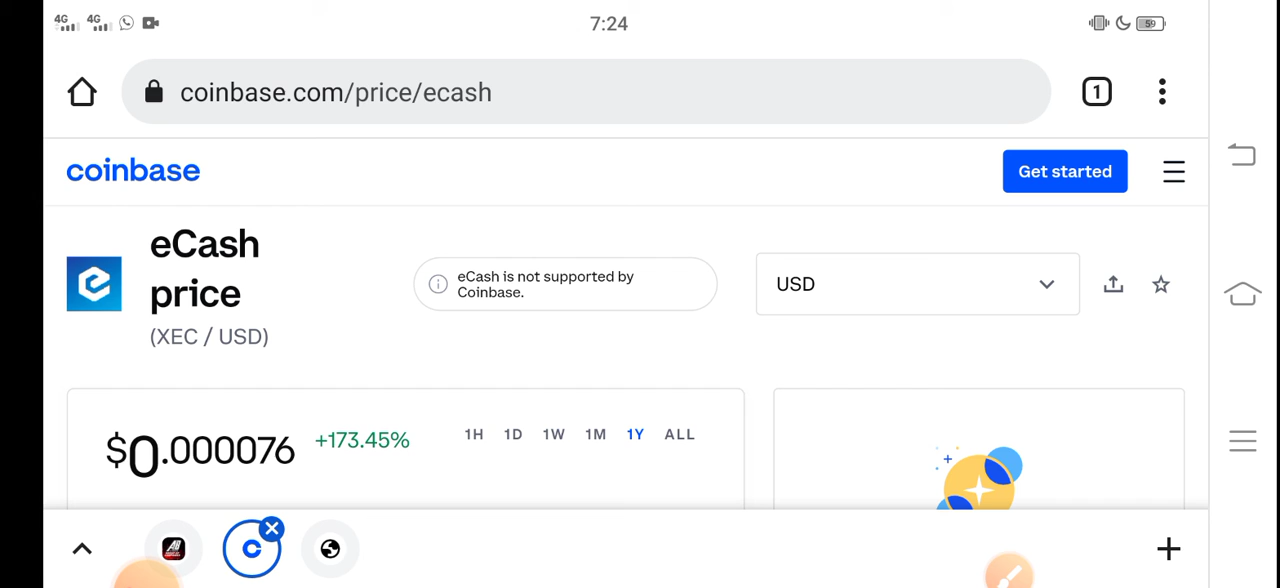 4G 4G 7:24 59
coinbase.com/price/ecash 1
coinbase Get started
eCash
price
(XEC / USD)
eCash is not supported by
Coinbase.
USD
$0.000076 +173.45% 1H 1D 1W 1M 1Y ALL